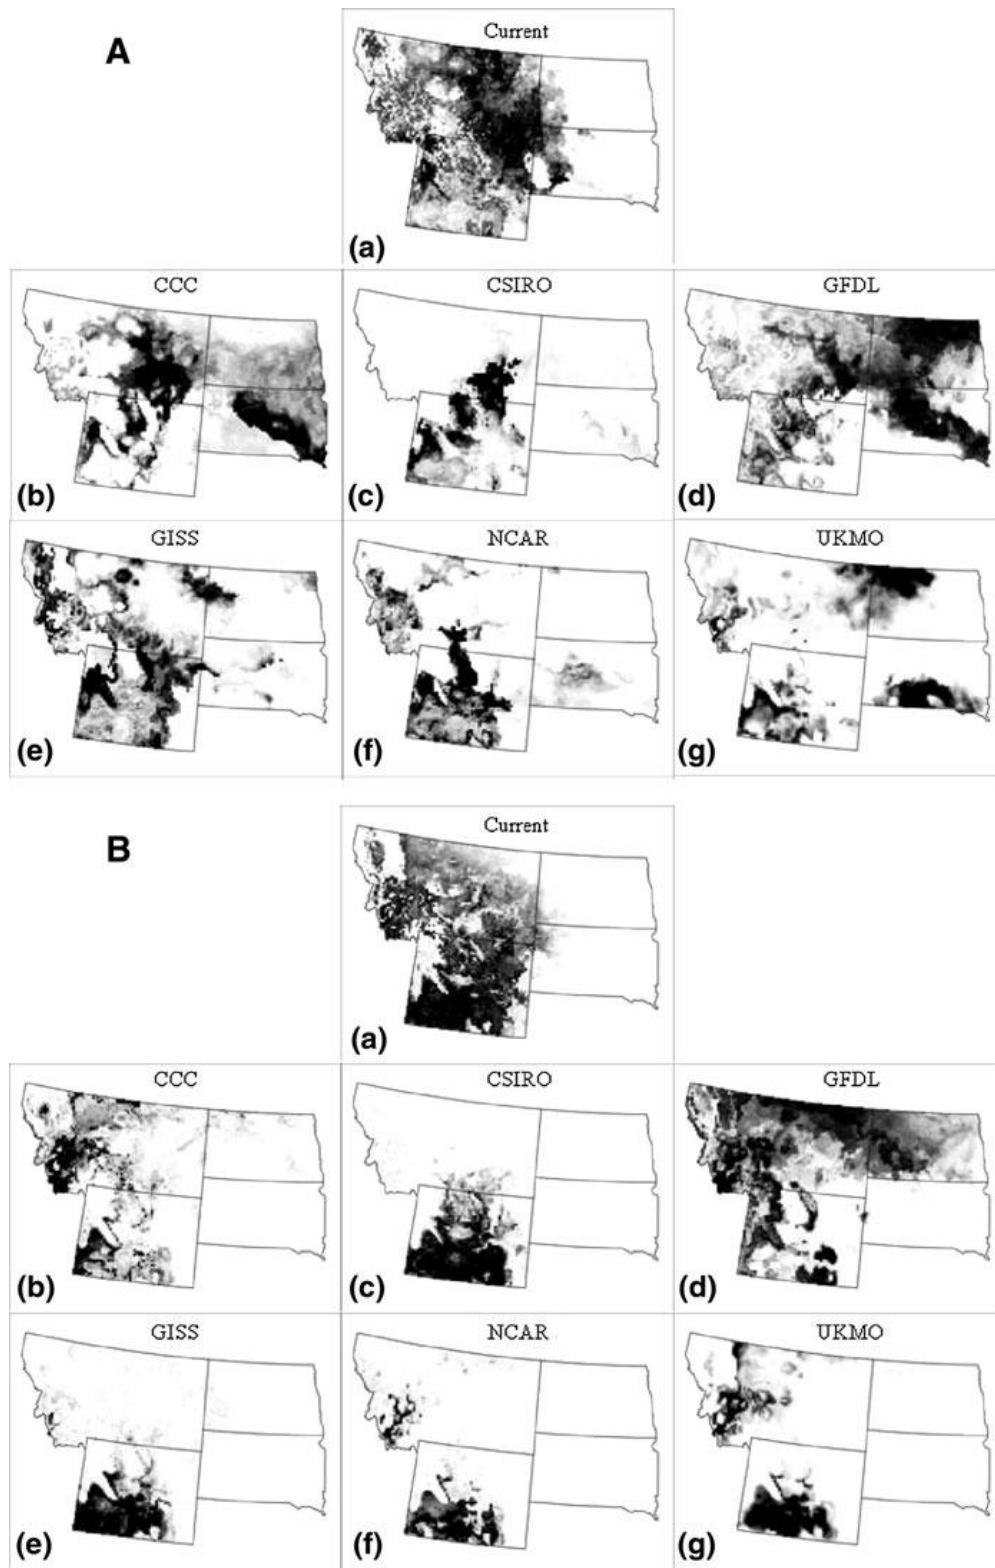 A
Current
(a)
CCC
CSIRO
GFDL
(b)
(c)
(d)
GISS
NCAR
UKMO
(e)
(f)
(g)
B
Current
(a)
CCC
CSIRO
GFDL
(b)
(c)
(d)
GISS
NCAR
UKMO
(e)
(f)
(g)